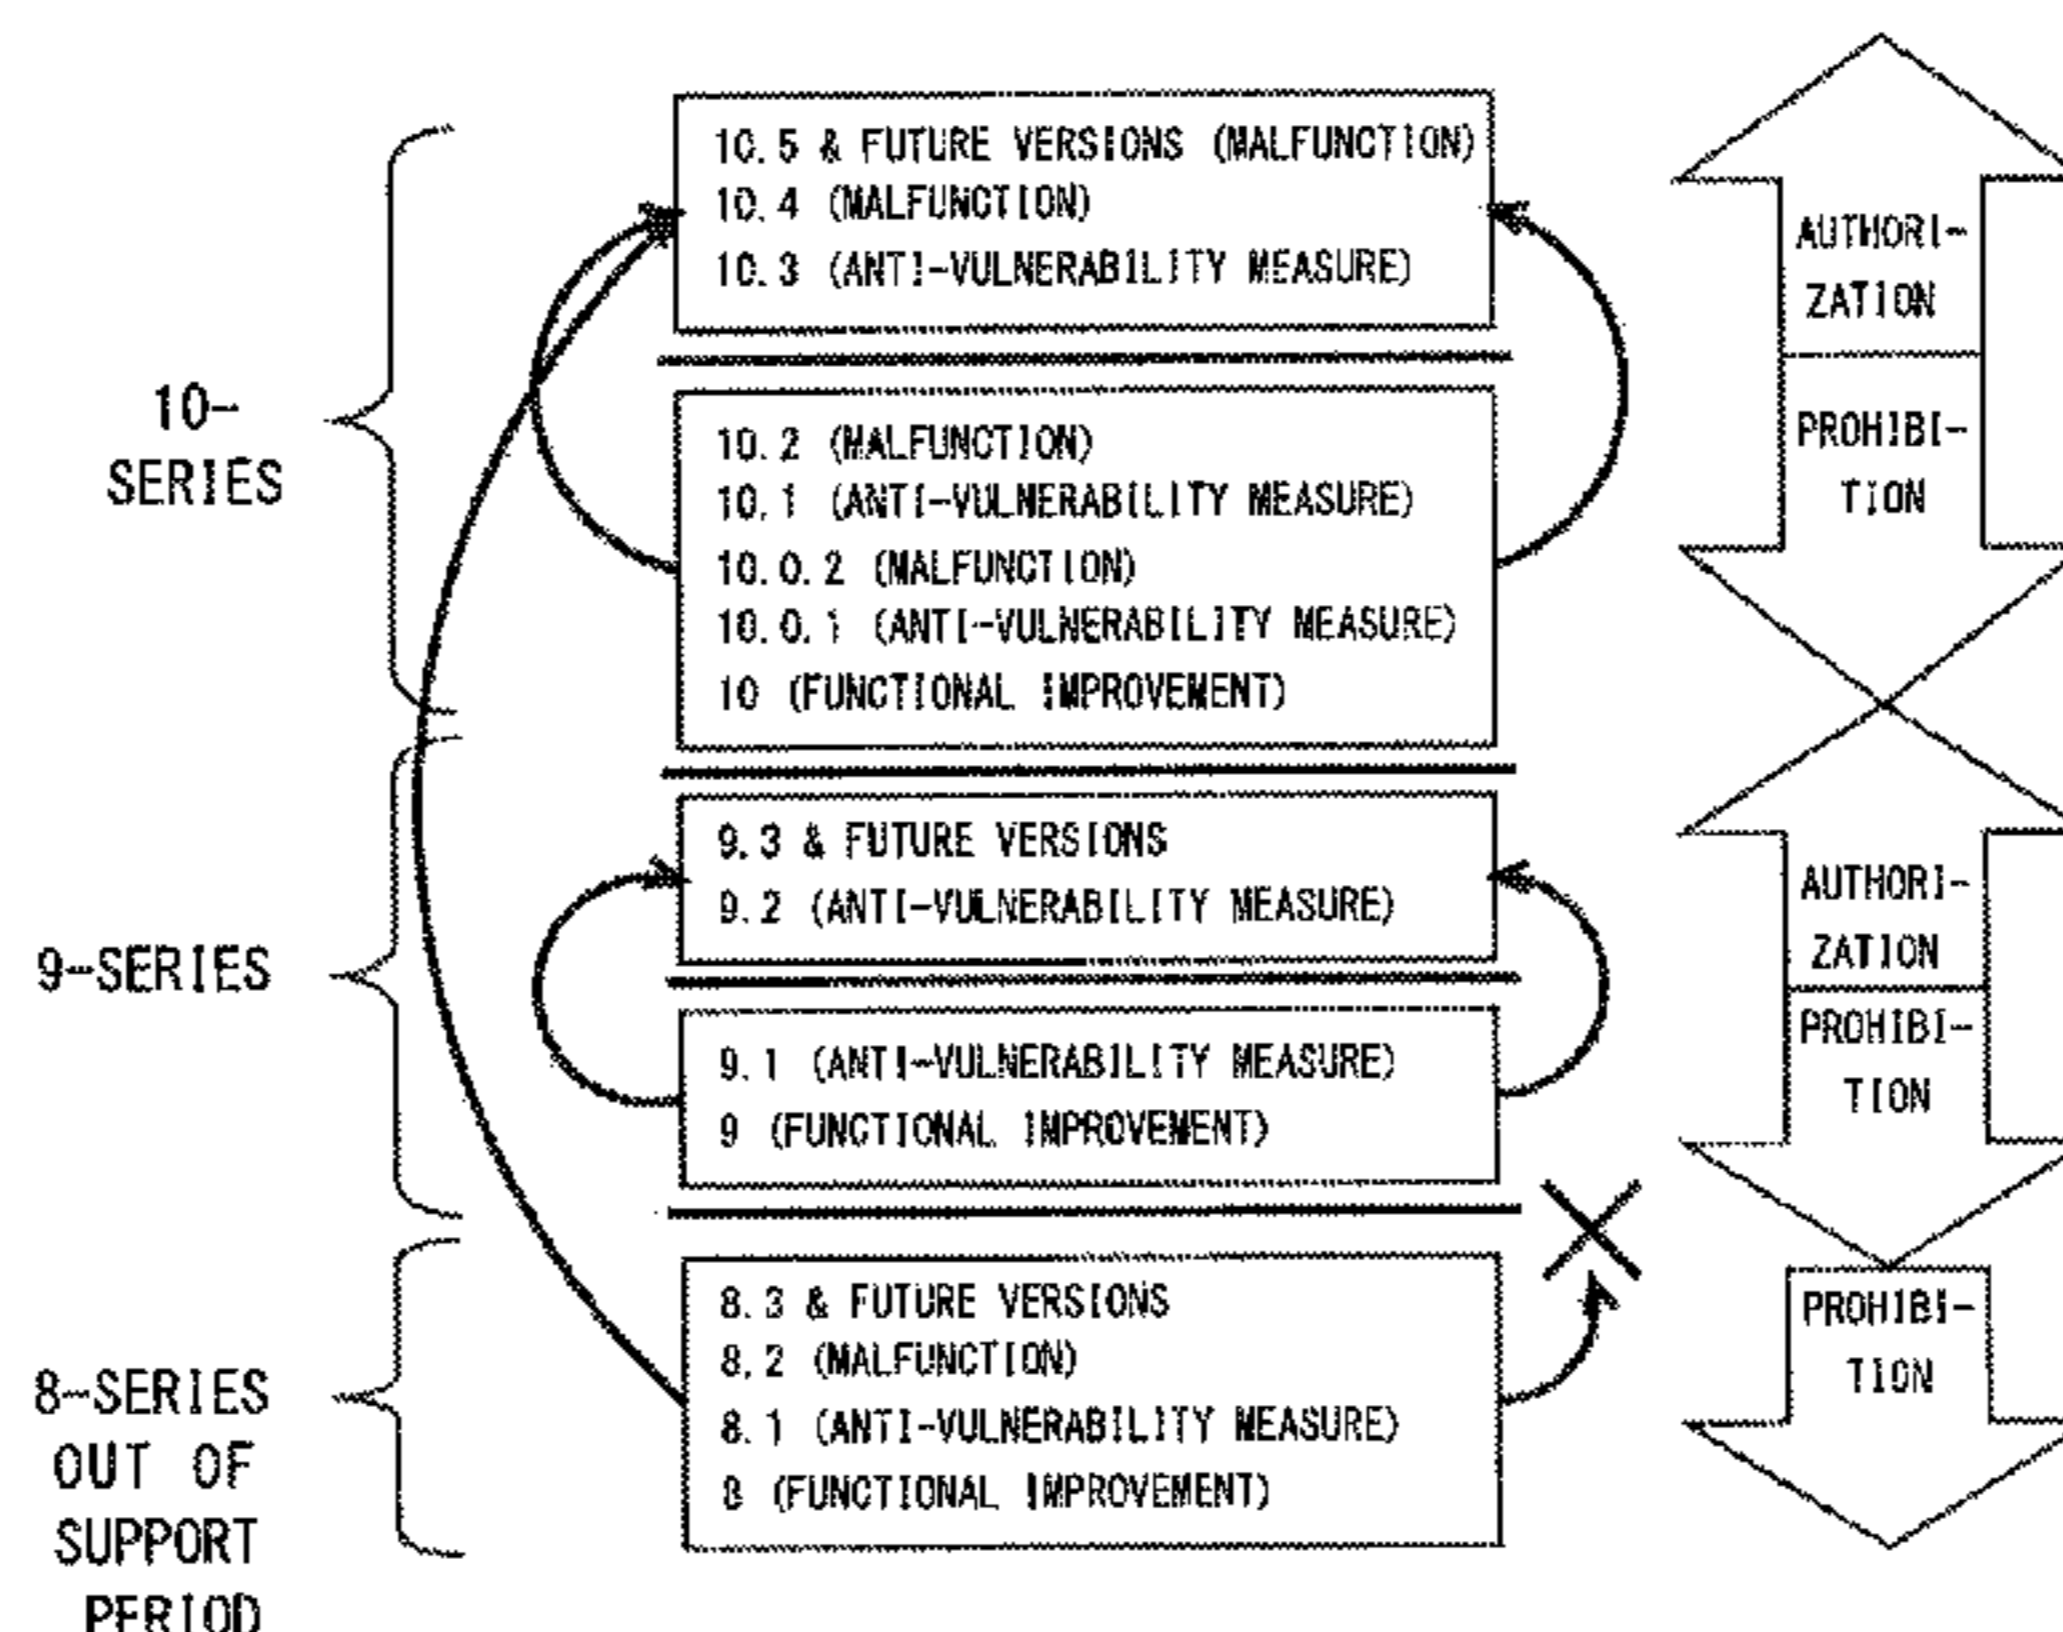 10.5 & FUTURE VERSIONS (MALFUNCTION)
10.4 (MALFUNCTION)
10.3 (ANTI-VULNERABILITY MEASURE)
10.2 (MALFUNCTION)
10.1 (ANTI-VULNERABILITY MEASURE)
10.0.2 (MALFUNCTION)
10.0.1 (ANTI-VULNERABILITY MEASURE)
10 (FUNCTIONAL IMPROVEMENT)
10-
SERIES
AUTHORI-
ZATION
PROHIBI-
TION
9.3 & FUTURE VERSIONS
9.2 (ANTI-VULNERABILITY MEASURE)
9.1 (ANTI-VULNERABILITY MEASURE)
9 (FUNCTIONAL IMPROVEMENT)
9-SERIES
AUTHORI-
ZATION
PROHIBI-
TION
8.3 & FUTURE VERSIONS
8.2 (MALFUNCTION)
8.1 (ANTI-VULNERABILITY MEASURE)
8 (FUNCTIONAL IMPROVEMENT)
8-SERIES
OUT OF
SUPPORT
PERIOD
PROHIBI-
TION